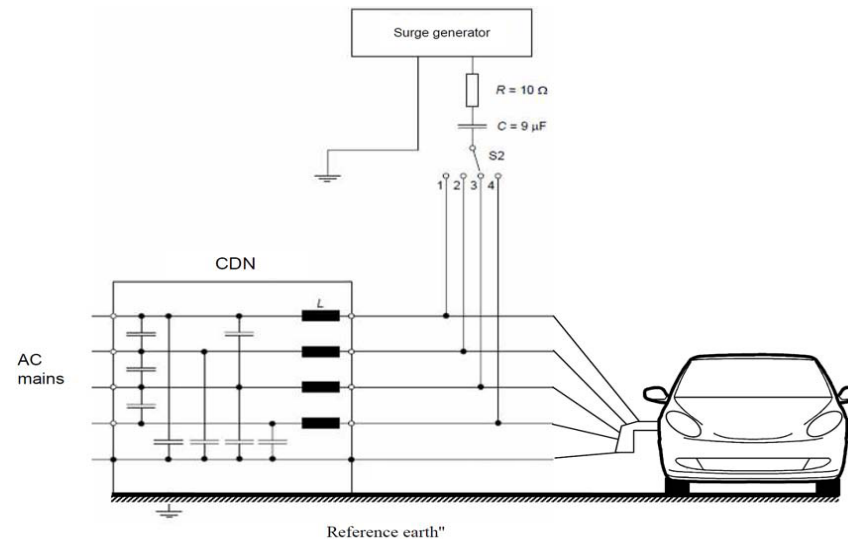 Surge generator
R = 10 Ω
C = 9 µF
S2
1 2 3 4
CDN
L
AC
mains
Reference earth"